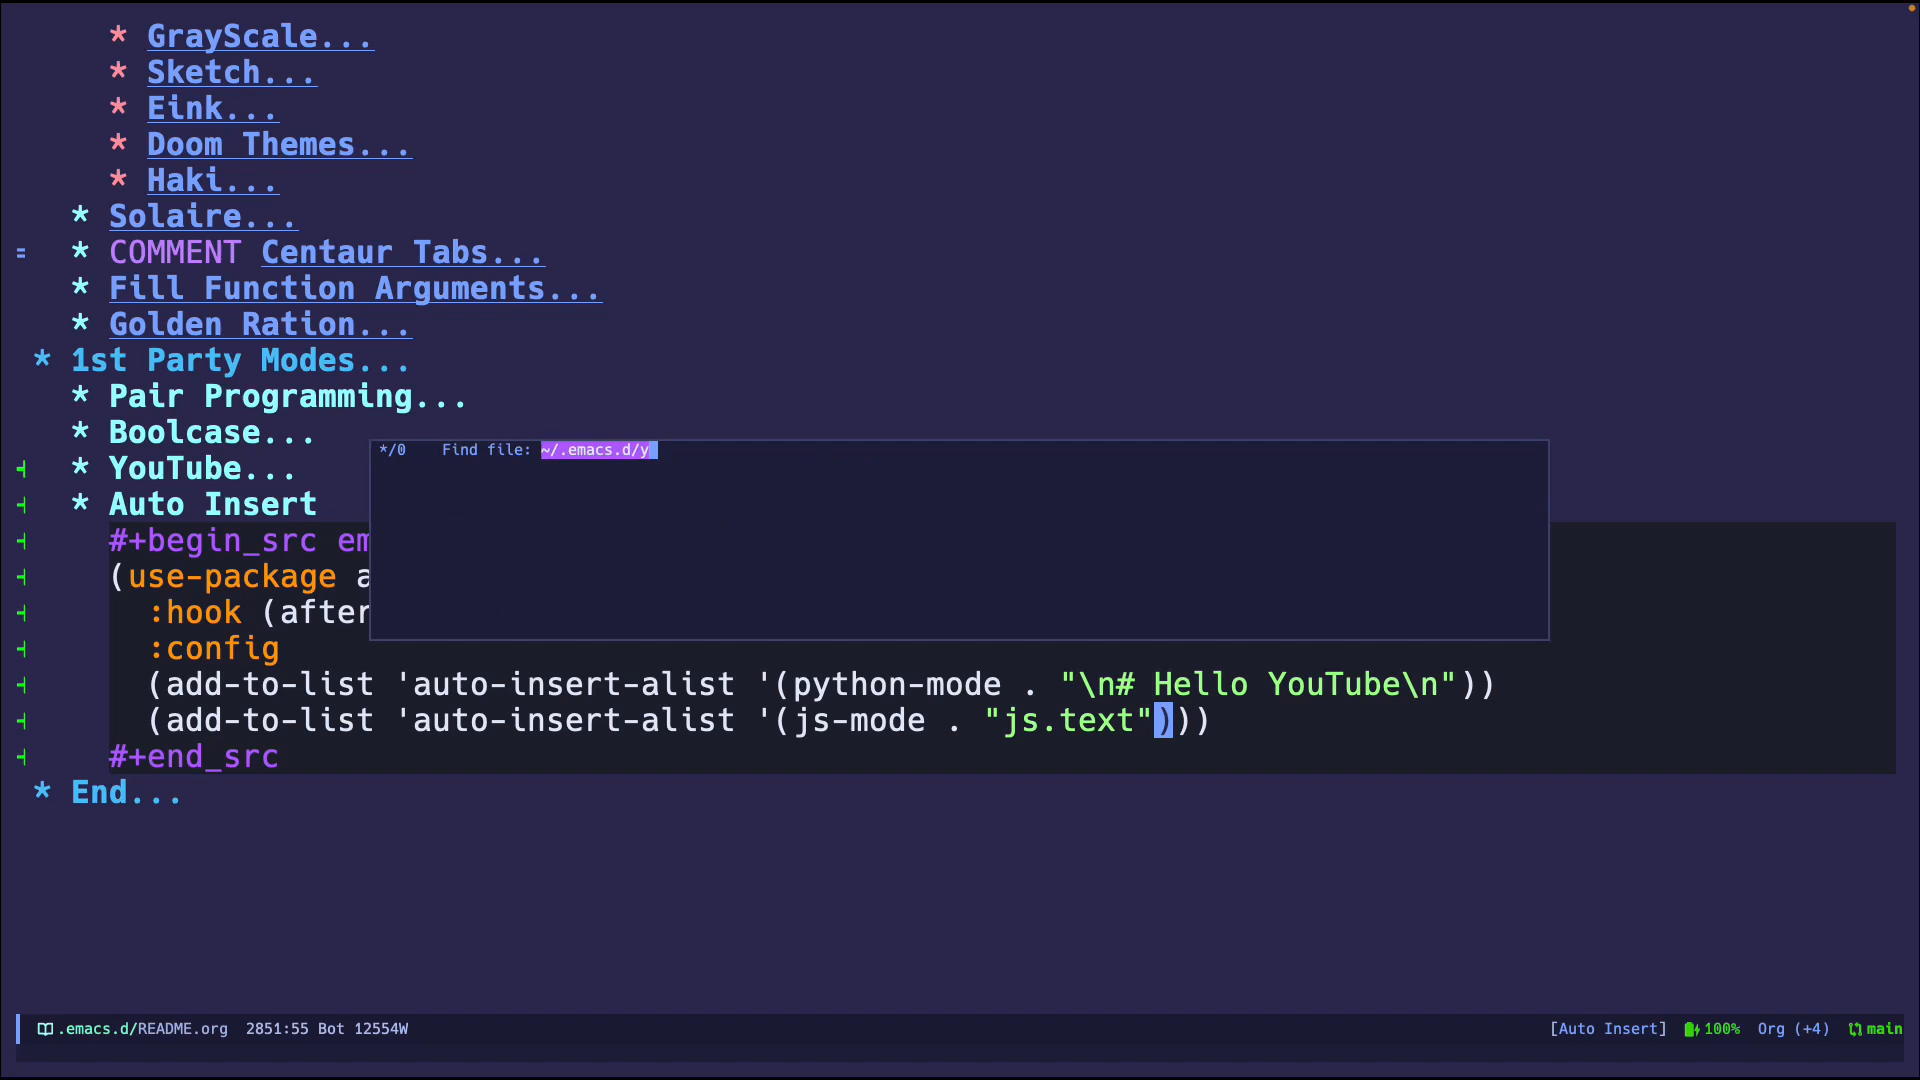 * GrayScale...
* Sketch...
* Eink...
* Doom Themes...
* Haki...
* Solaire...
= * COMMENT Centaur Tabs...
* Fill Function Arguments...
* Golden Ration...
* 1st Party Modes...
* Pair Programming...
* Boolcase...
*/0 Find file: ~/.emacs.d/y
* YouTube...
* Auto Insert
#+begin_src em
(use-package a
:hook (after
:config
(add-to-list 'auto-insert-alist '(python-mode . "\n# Hello YouTube\n"))
(add-to-list 'auto-insert-alist '(js-mode . "js.text")))
#+end_src
* End...
.emacs.d/README.org 2851:55 Bot 12554W [Auto Insert] 100% Org (+4) main